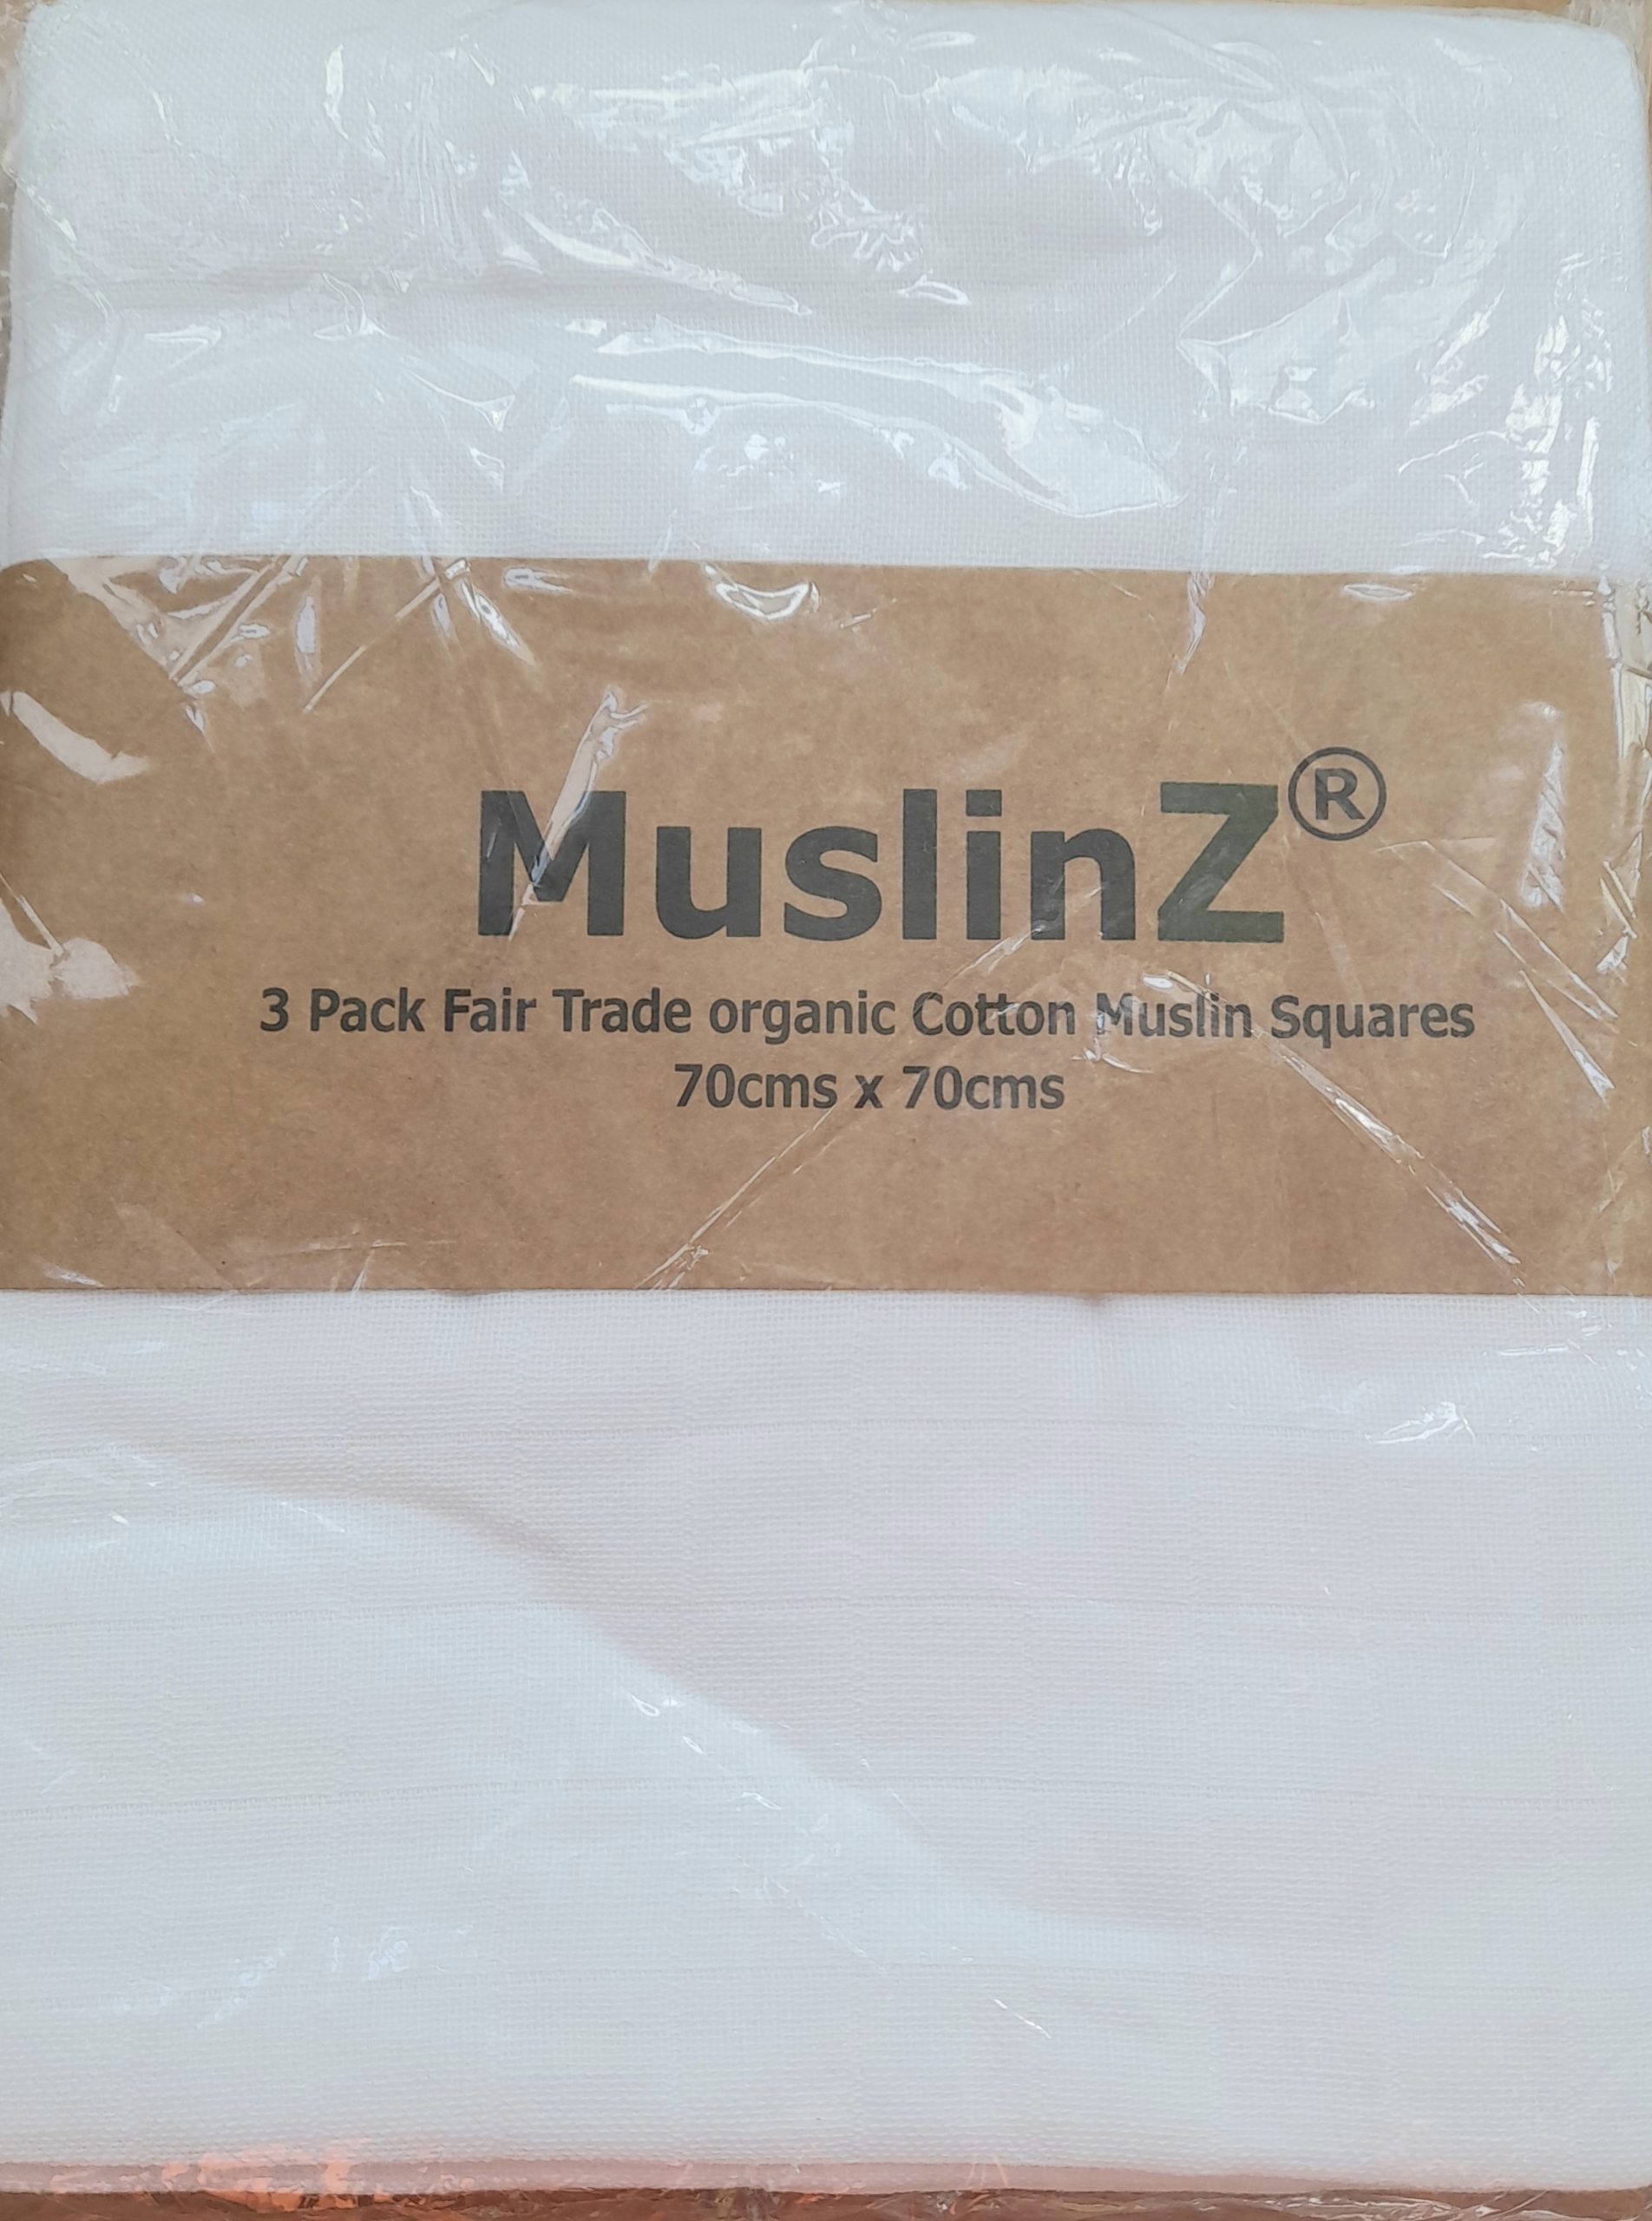 MuslinZ®
3 Pack Fair Trade organic Cotton Muslin Squares
70cms x 70cms